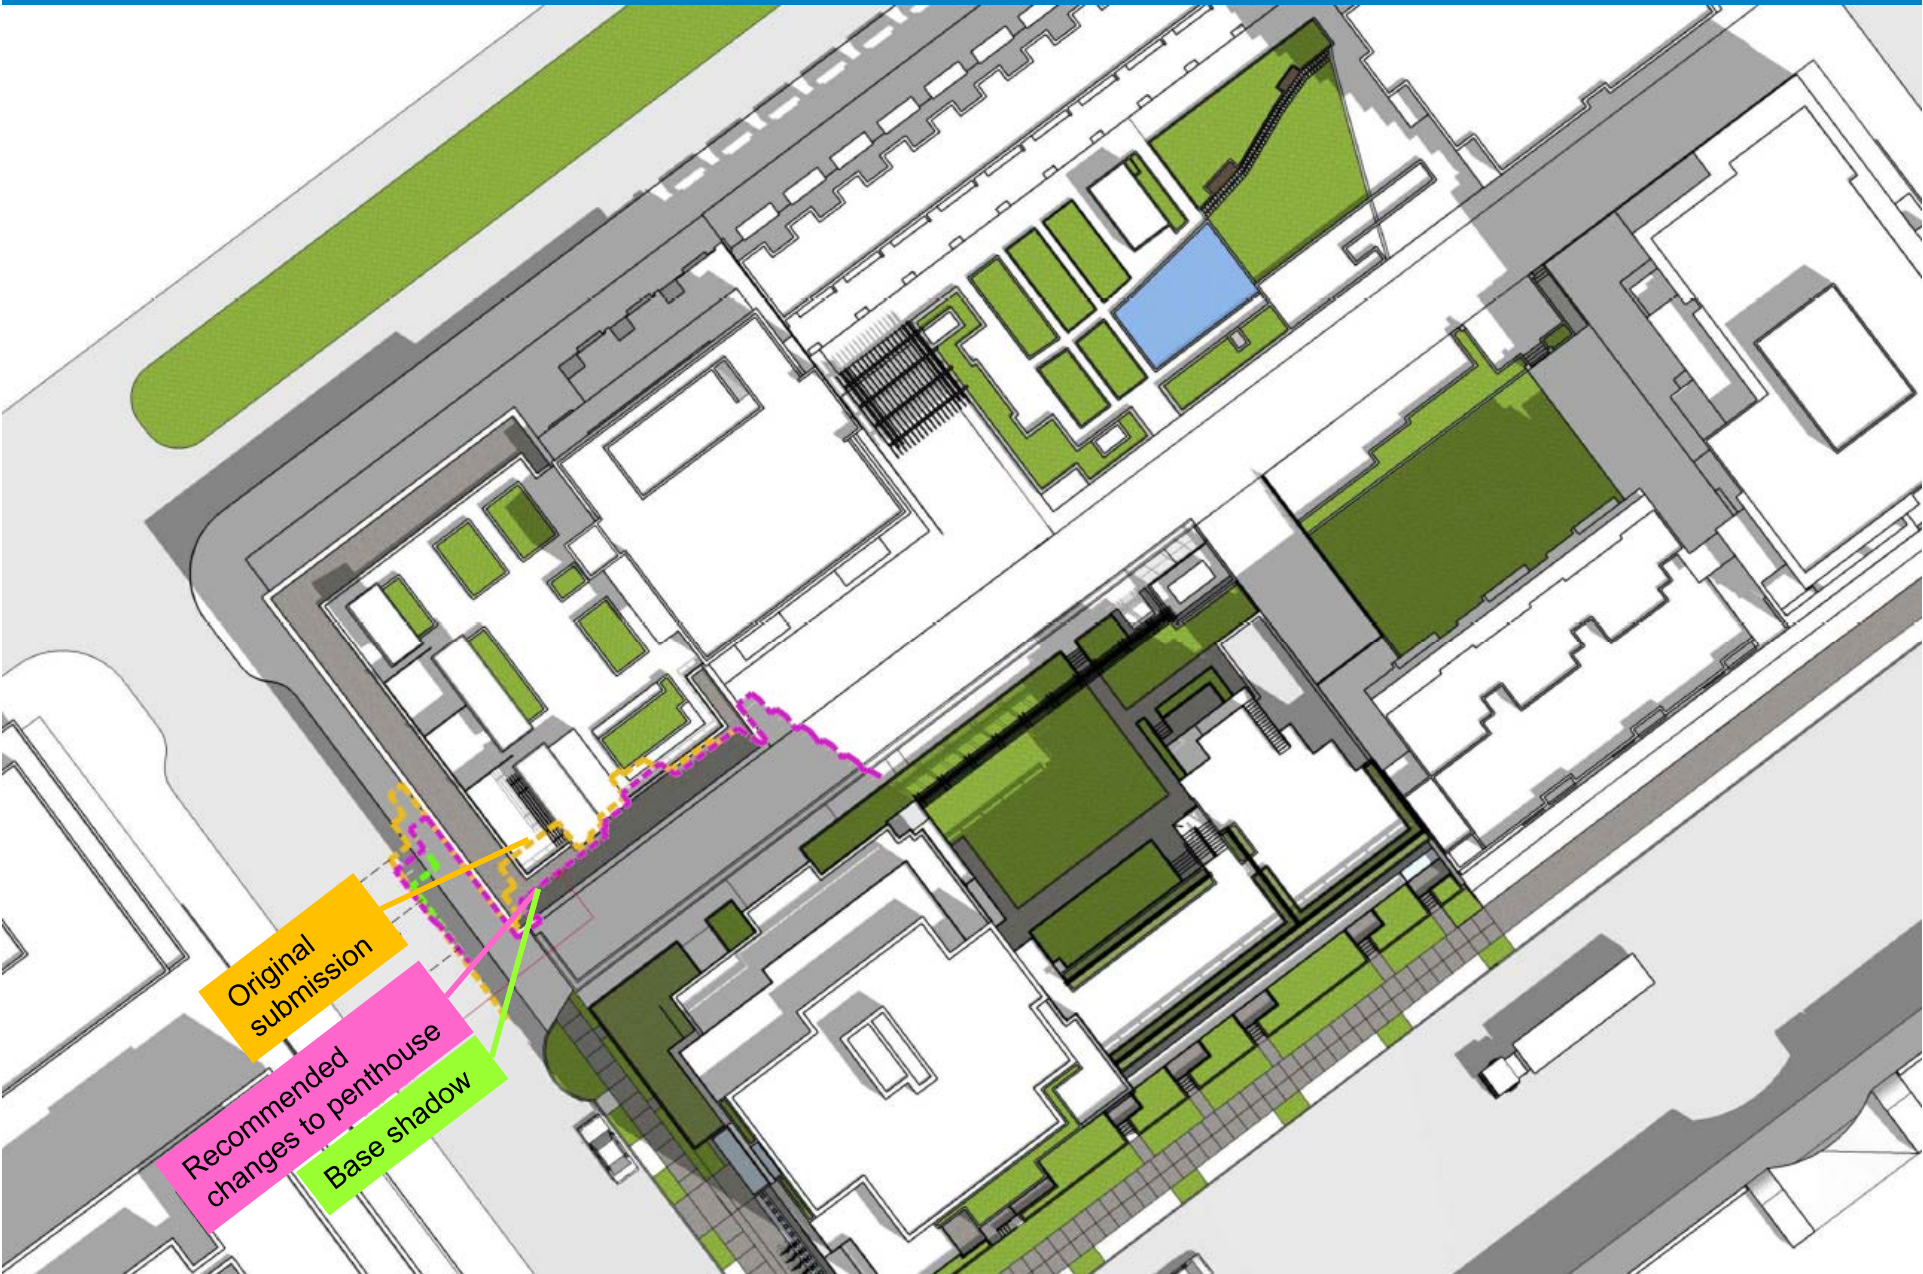 Original
submission
Recommended
changes to penthouse
Base shadow